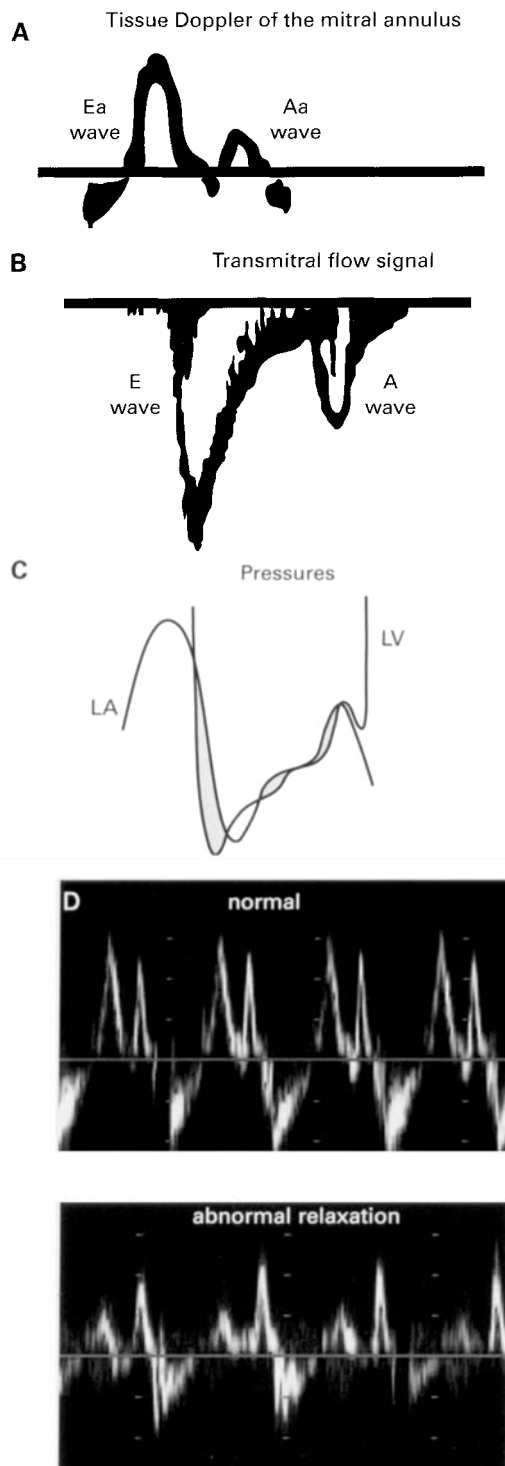 A
Tissue Doppler of the mitral annulus
Ea
wave
Aa
wave
B
Transmitral flow signal
E
wave
A
wave
C
Pressures
LA
LV
D
normal
abnormal relaxation